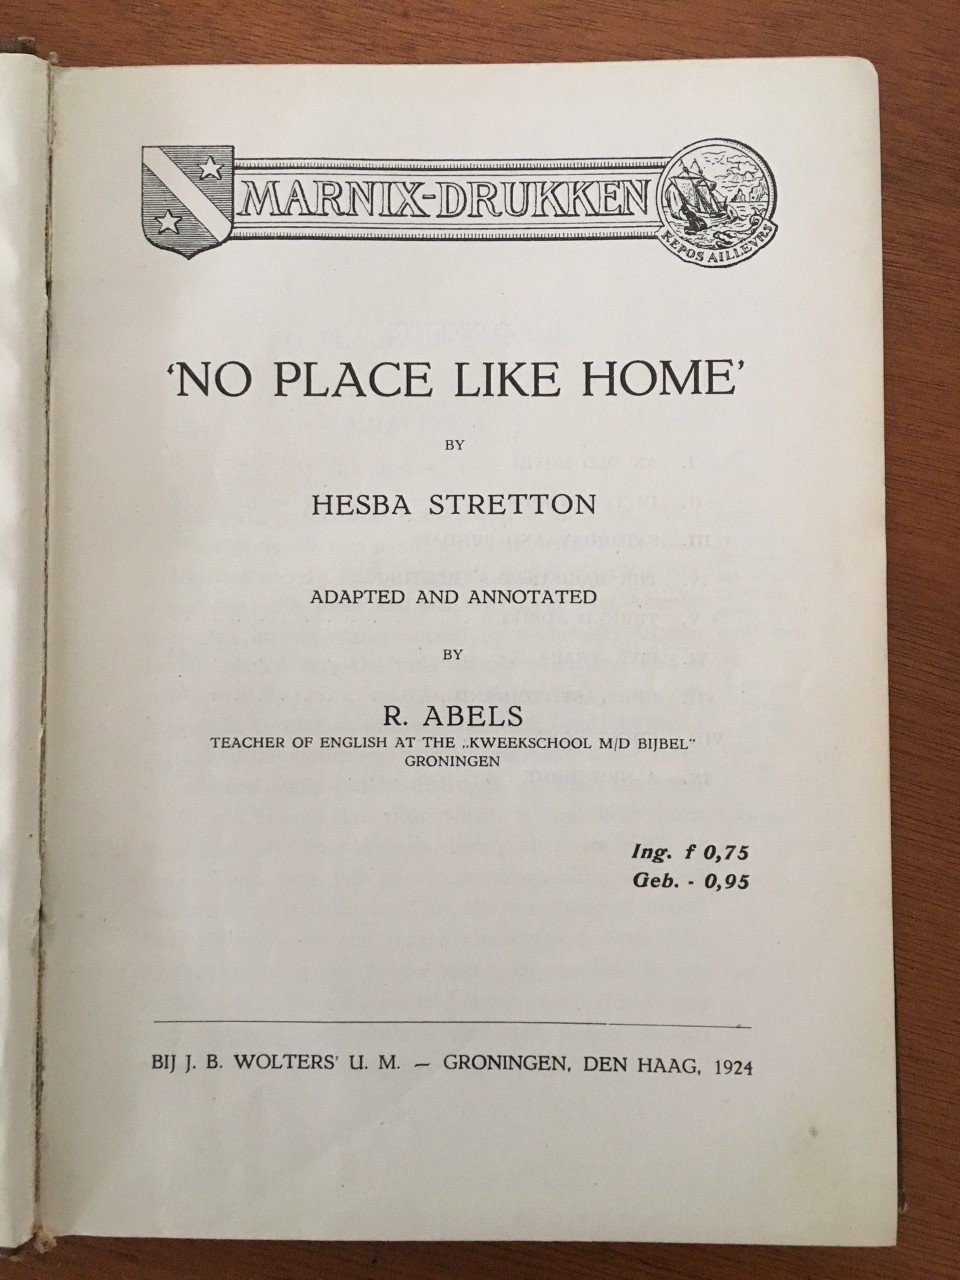 MARNIX-DRUKKEN
REPOS AILLEVRS
'NO PLACE LIKE HOME'
BY
HESBA STRETTON
ADAPTED AND ANNOTATED
BY
R. ABELS
TEACHER OF ENGLISH AT THE „KWEEKSCHOOL M/D BIJBEL"
GRONINGEN
Ing. f 0,75
Geb. - 0,95
BIJ J. B. WOLTERS' U. M. — GRONINGEN, DEN HAAG, 1924